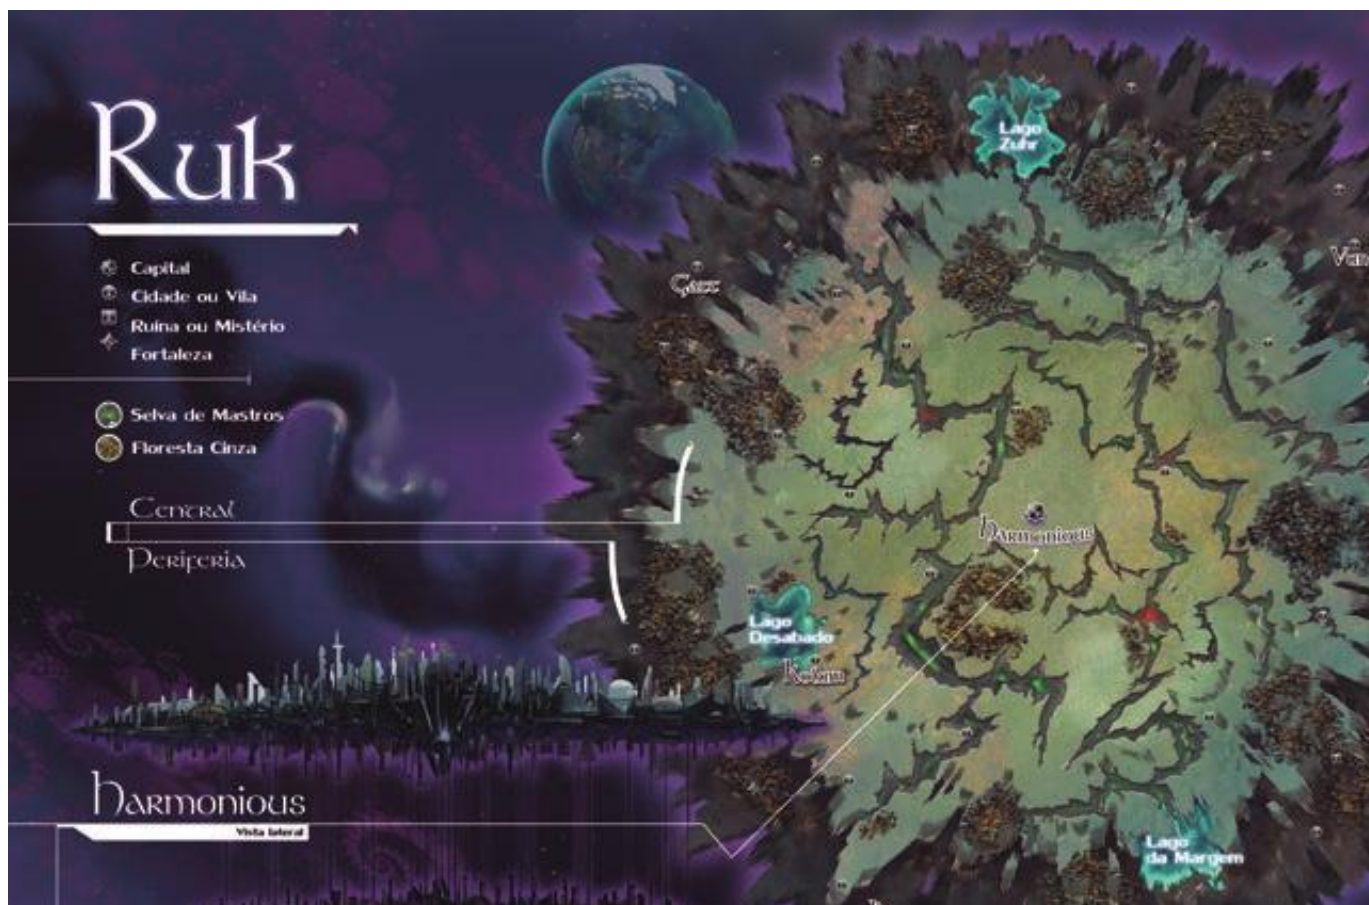 Ruk
Capital
Cidade ou Vila
Ruína ou Mistério
Fortaleza
Selva de Mastros
Floresta Cinza
Central
Periferia
Harmonious
Vista lateral
Lago
Zuhr
Harmonious
Lago
Desabado
Lago
da Margem